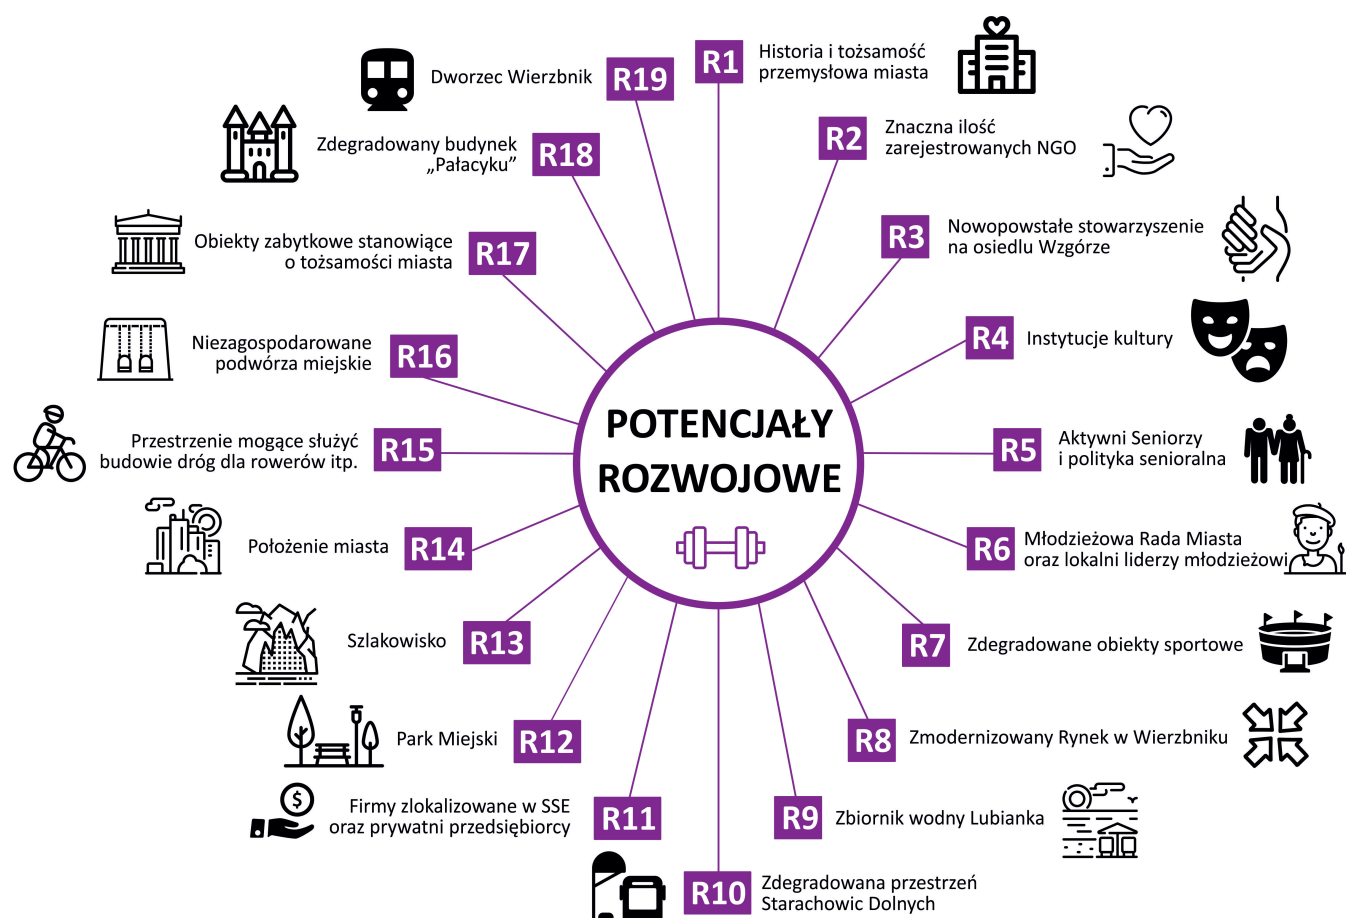 POTENCJAŁY
ROZWOJOWE
R1
Historia i tożsamość
przemysłowa miasta
R2
Znaczna ilość
zarejestrowanych NGO
R3
Nowopowstałe stowarzyszenie
na osiedlu Wzgórze
R4
Instytucje kultury
R5
Aktywni Seniorzy
i polityka senioralna
R6
Młodzieżowa Rada Miasta
oraz lokalni liderzy młodzieżowi
R7
Zdegradowane obiekty sportowe
R8
Zmodernizowany Rynek w Wierzbniku
R9
Zbiornik wodny Lubianka
R10
Zdegradowana przestrzeń
Starachowic Dolnych
R11
Firmy zlokalizowane w SSE
oraz prywatni przedsiębiorcy
$
R12
Park Miejski
R13
Szlakowisko
R14
Położenie miasta
R15
Przestrzenie mogące służyć
budowie dróg dla rowerów itp.
R16
Niezagospodarowane
podwórza miejskie
R17
Obiekty zabytkowe stanowiące
o tożsamości miasta
R18
Zdegradowany budynek
„Pałacyku”
R19
Dworzec Wierzbnik